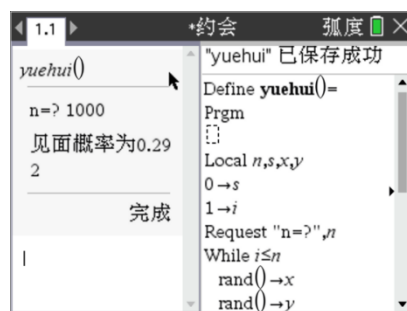 1.1
*约会
弧度
yuehui()
n=? 1000
见面概率为0.29
2
完成
"yuehui" 已保存成功
Define yuehui()=
Prgm
Local n,s,x,y
0→s
1→i
Request "n=?",n
While i≤n
rand()→x
rand()→y